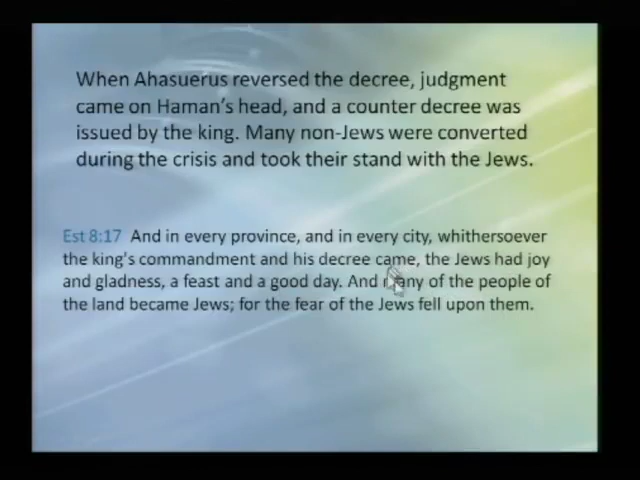 When Ahasuerus reversed the decree, judgment
came on Haman's head, and a counter decree was
issued by the king. Many non-Jews were converted
during the crisis and took their stand with the Jews.
Est 8:17 And in every province, and in every city, whithersoever
the king's commandment and his decree came, the Jews had joy
and gladness, a feast and a good day. And many of the people of
the land became Jews; for the fear of the Jews fell upon them.